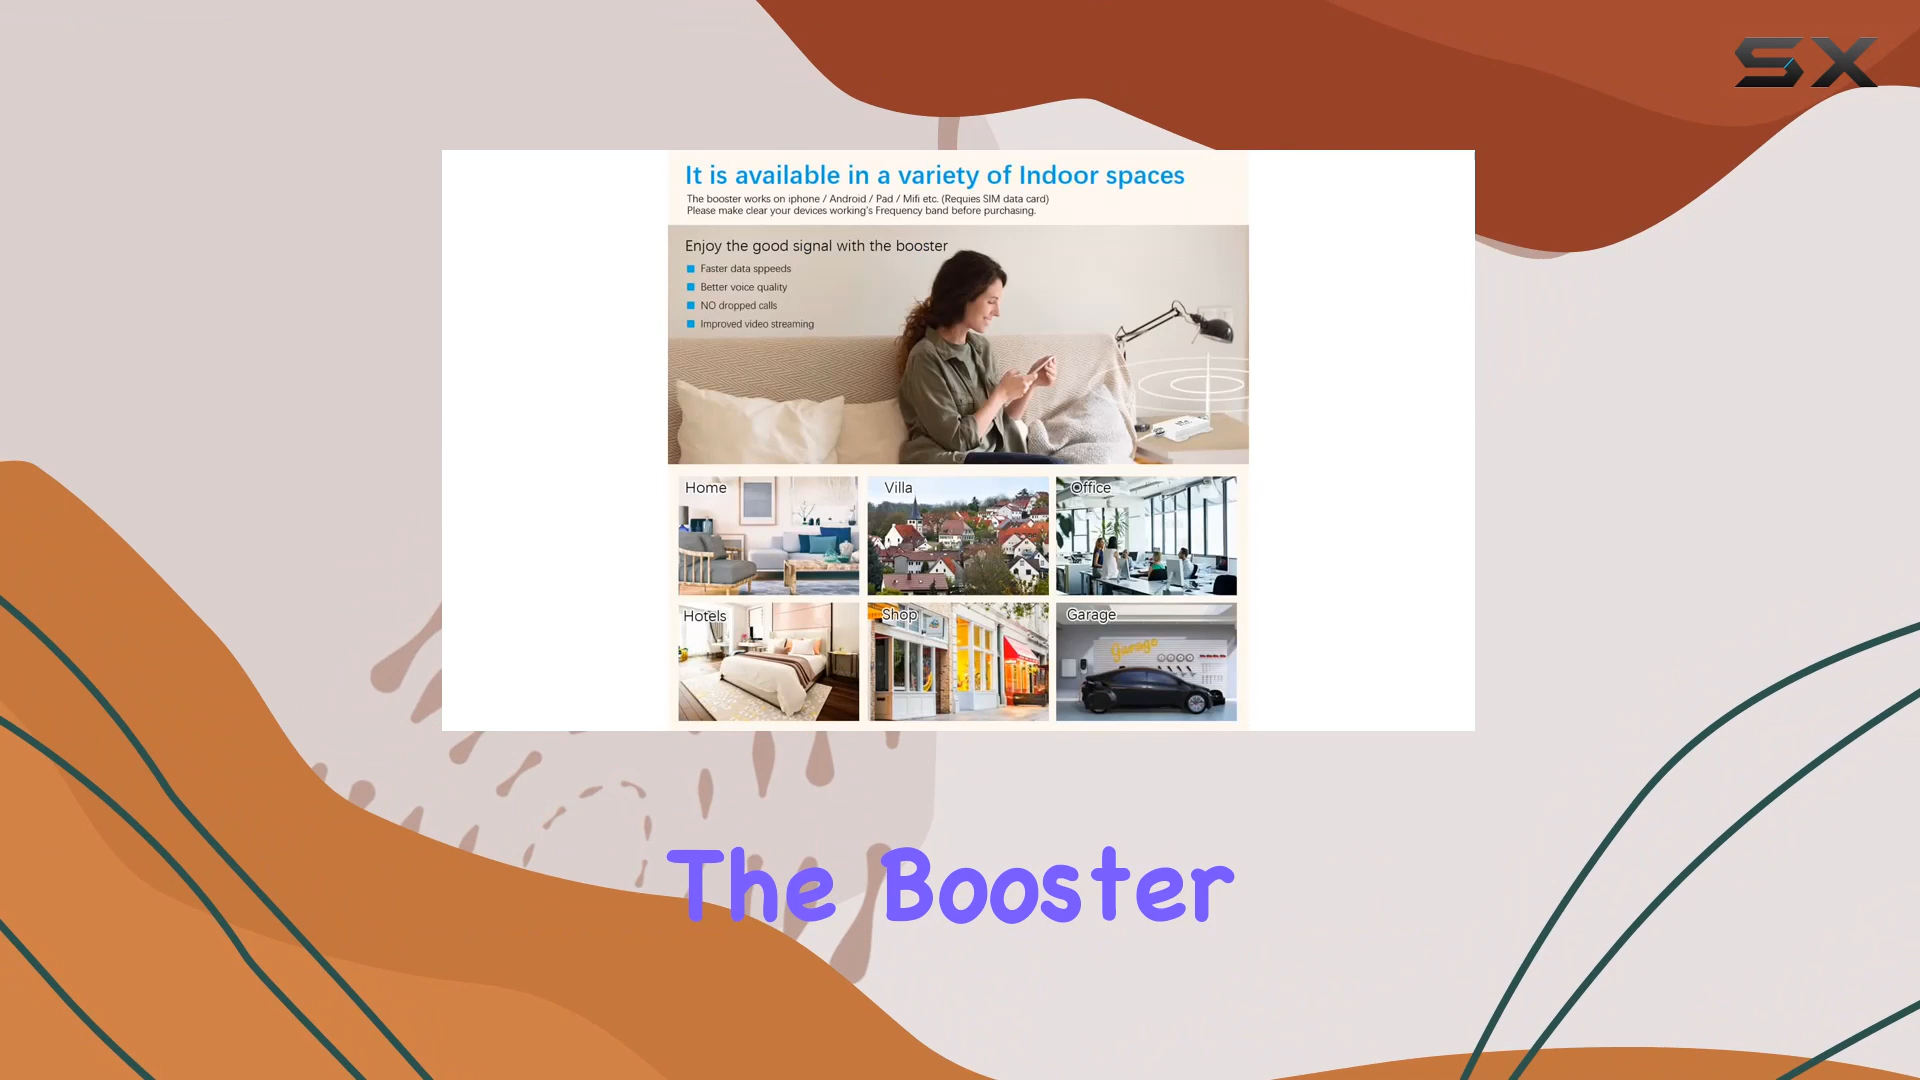 SX
It is available in a variety of Indoor spaces
The booster works on iphone / Android / Pad / Mifi etc. (Requies SIM data card)
Please make clear your devices working's Frequency band before purchasing.
Enjoy the good signal with the booster
Faster data sppeeds
Better voice quality
NO dropped calls
Improved video streaming
Home
Villa
Office
Hotels
Shop
Garage
Garage
The Booster